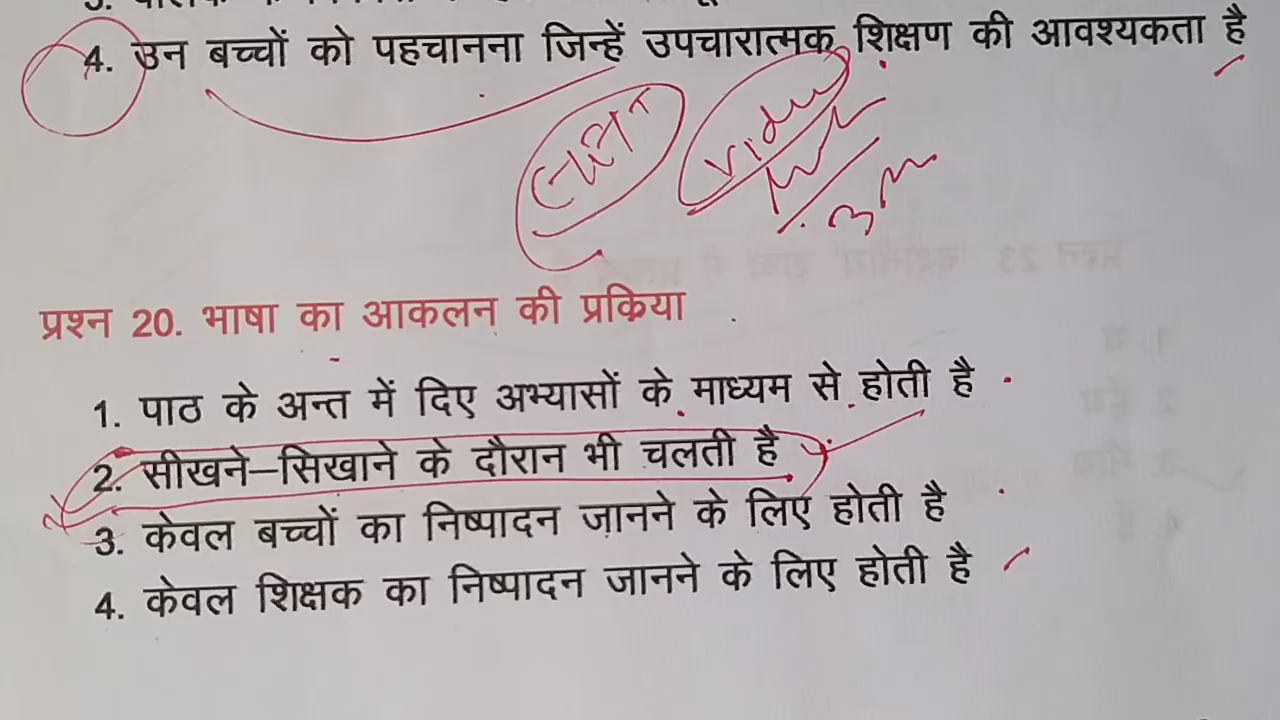 4. उन बच्चों को पहचानना जिन्हें उपचारात्मक शिक्षण की आवश्यकता है
प्रश्न 20. भाषा का आकलन की प्रकिया
1. पाठ के अन्त में दिए अभ्यासों के माध्यम से होती है
2. सीखने–सिखाने के दौरान भी चलती है
3. केवल बच्चों का निष्पादन जानने के लिए होती है
4. केवल शिक्षक का निष्पादन जानने के लिए होती है